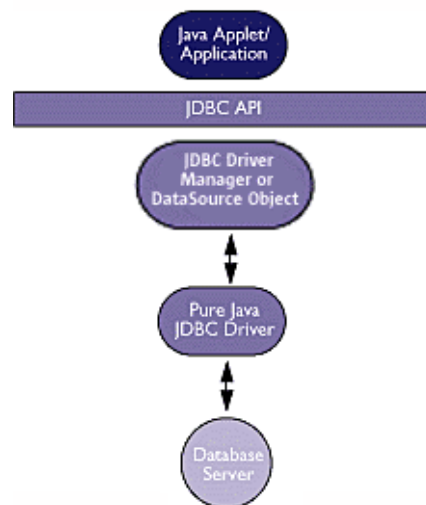 Java Applet/
Application
JDBC API
JDBC Driver
Manager or
DataSource Object
Pure Java
JDBC Driver
Database
Server